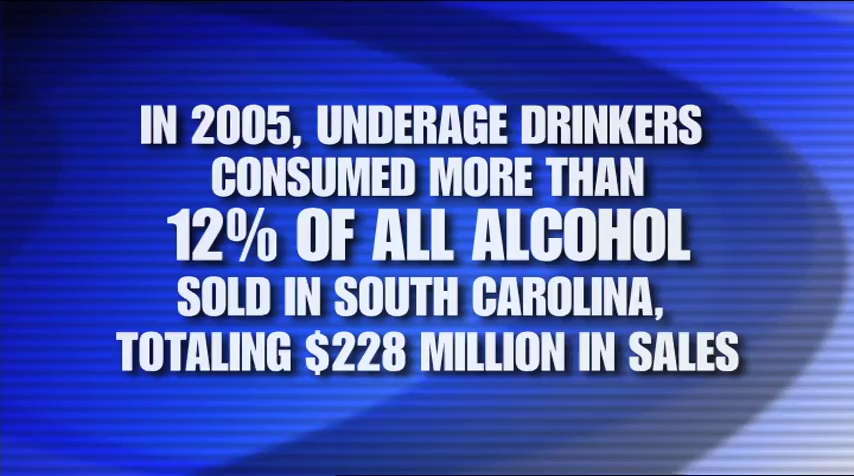 IN 2005, UNDERAGE DRINKERS
CONSUMED MORE THAN
12% OF ALL ALCOHOL
SOLD IN SOUTH CAROLINA,
TOTALING $228 MILLION IN SALES